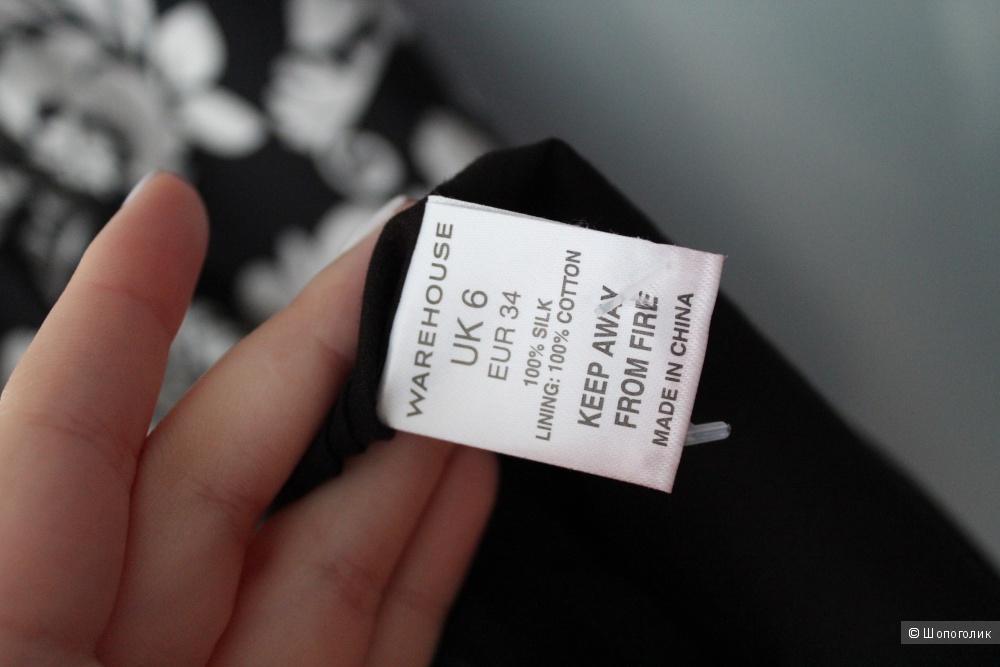 WAREHOUSE
UK 6
EUR 34
100% SILK
LINING: 100% COTTON
KEEP AWAY
FROM FIRE
MADE IN CHINA
© Шопоголик